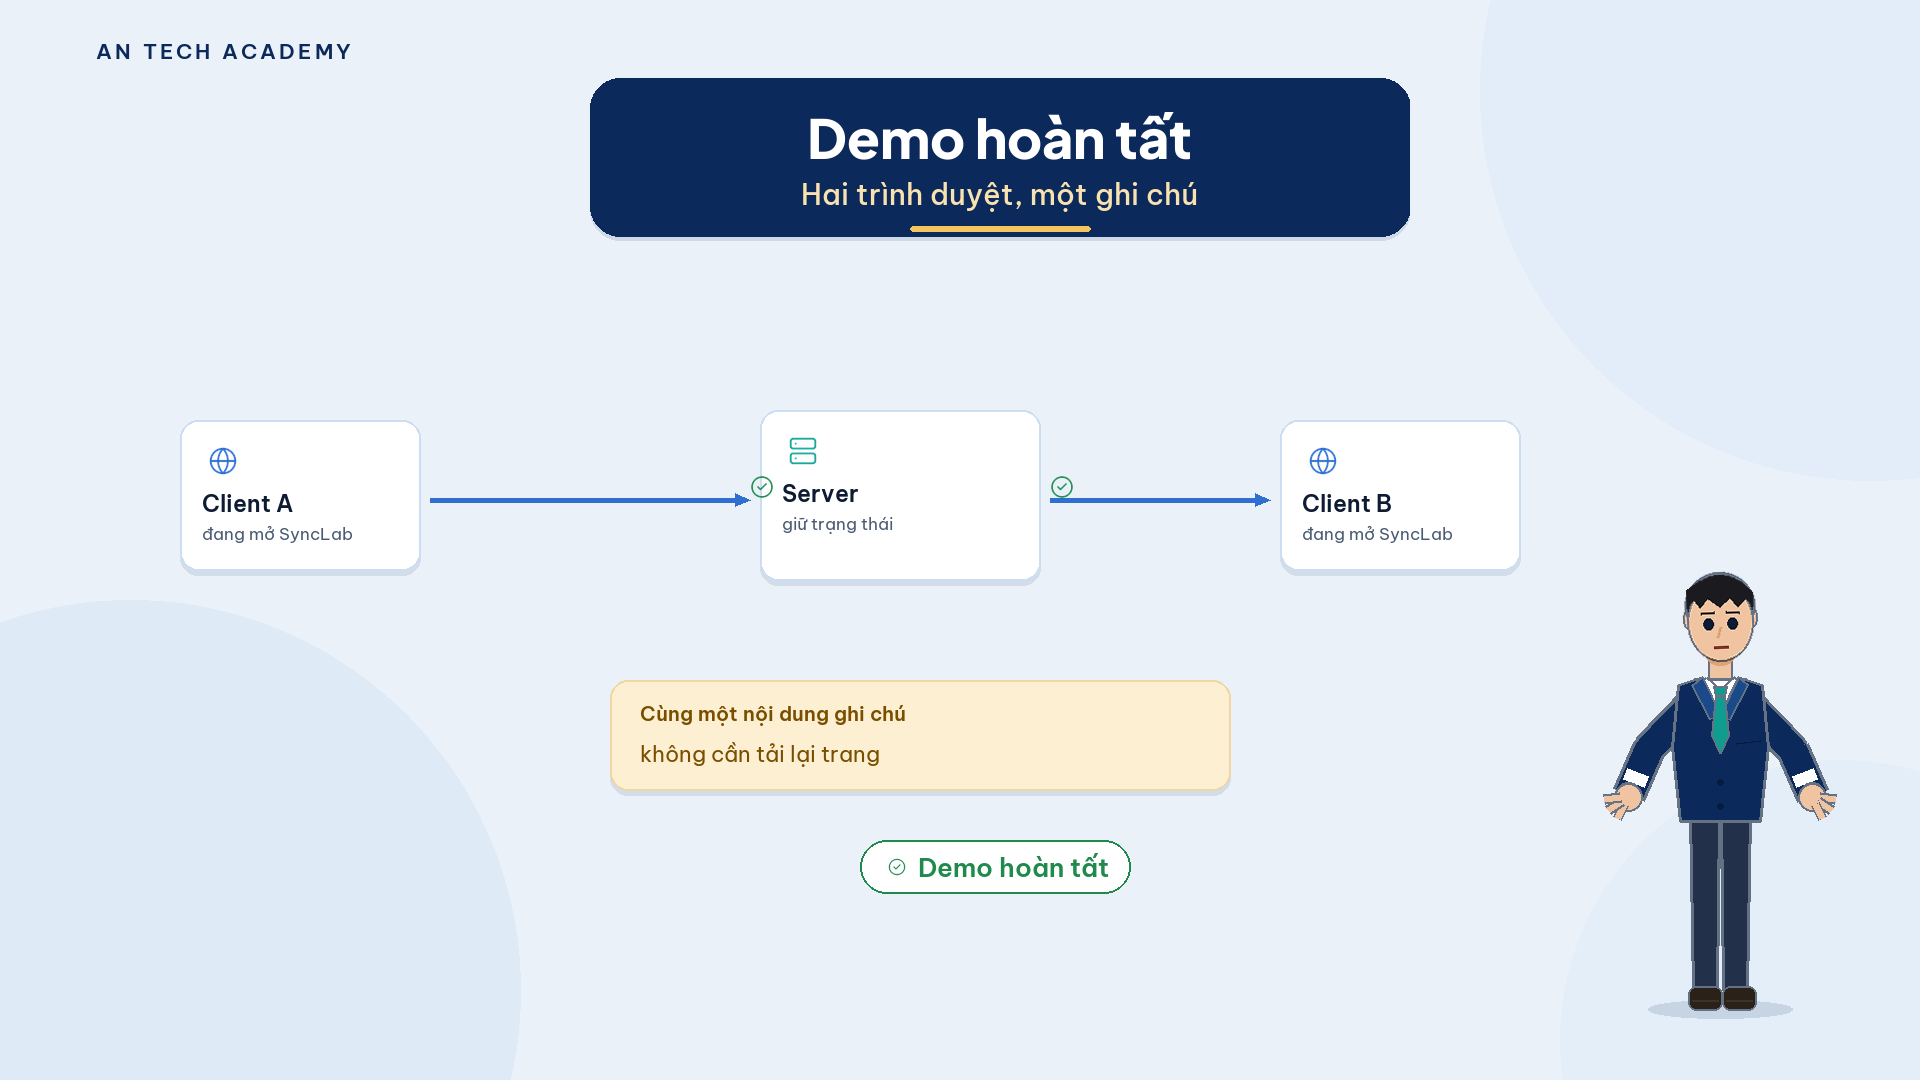 AN TECH ACADEMY
Demo hoàn tất
Hai trình duyệt, một ghi chú
Client A
đang mở SyncLab
Server
giữ trạng thái
Client B
đang mở SyncLab
Cùng một nội dung ghi chú
không cần tải lại trang
Demo hoàn tất